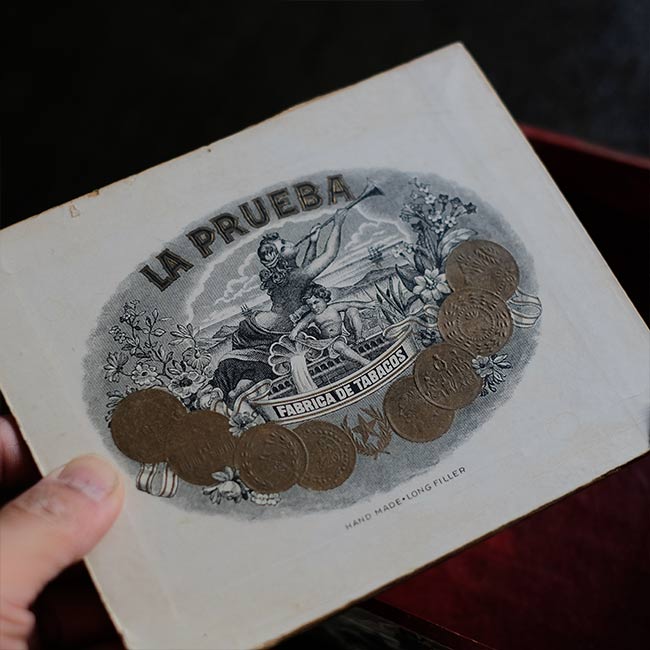 LA PRUEBA
FABRICA DE TABACOS
HAND MADE • LONG FILLER